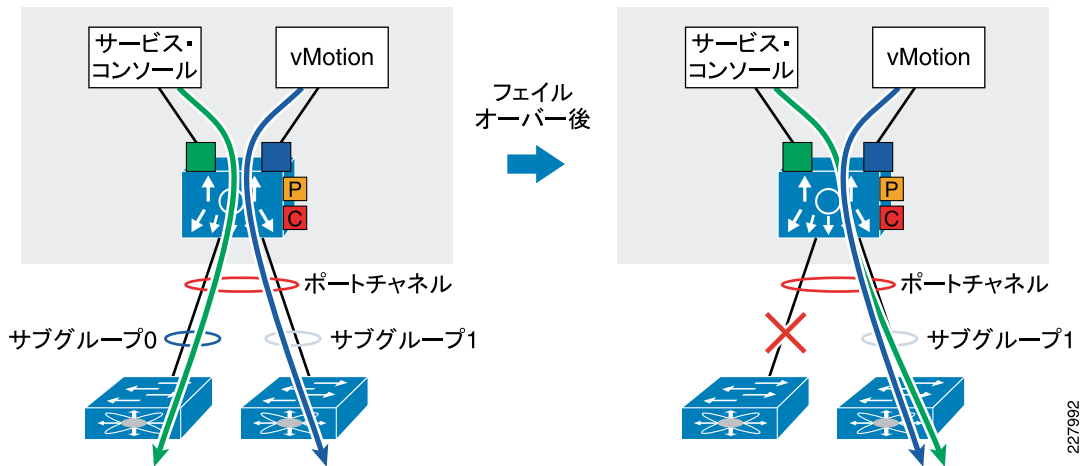 サービス・
コンソール
vMotion
P
C
ポートチャネル
サブグループ0
サブグループ1
フェイル
オーバー後
サービス・
コンソール
vMotion
P
C
ポートチャネル
サブグループ1
227992